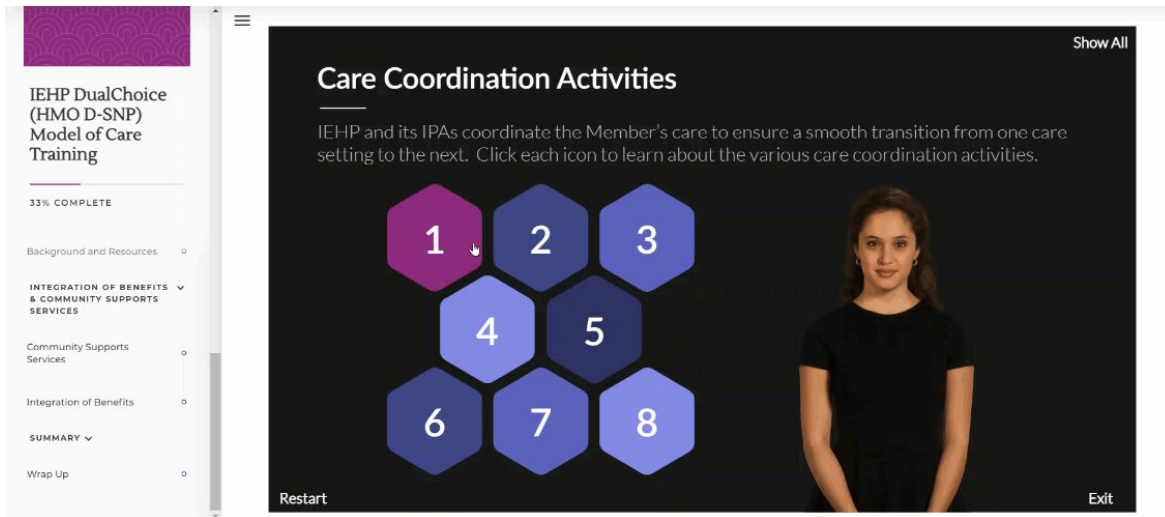 IEHP DualChoice
(HMO D-SNP)
Model of Care
Training
33% COMPLETE
Background and Resources
INTEGRATION OF BENEFITS
& COMMUNITY SUPPORTS
SERVICES
Community Supports
Services
Integration of Benefits
SUMMARY
Wrap Up
Show All
Care Coordination Activities
IEHP and its IPAs coordinate the Member's care to ensure a smooth transition from one care
setting to the next. Click each icon to learn about the various care coordination activities.
1 2 3
4 5
6 7 8
Restart
Exit